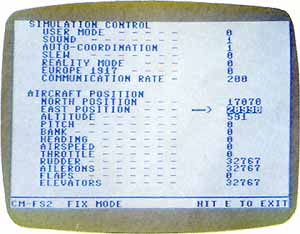 SIMULATION CONTROL
USER MODE - - - - - 0
SOUND - - - - - - - 1
AUTO-COORDINATION - 1
SLEW - - - - - - - 0
REALITY MODE - - - 0
EUROPE 1917 - - - - 0
COMMUNICATION RATE - 200
AIRCRAFT POSITION
NORTH POSITION - - - 17070
EAST POSITION ——>
ALTITUDE - - - - - 591
PITCH - - - - - - - 0
BANK - - - - - - - 0
HEADING - - - - - - 0
AIRSPEED - - - - - 0
THROTTLE - - - - - 0
RUDDER - - - - - - 32767
AILERONS - - - - - 32767
FLAPS - - - - - - - 0
ELEVATORS - - - - - 32767
CM-FS2 FIX MODE HIT E TO EXIT